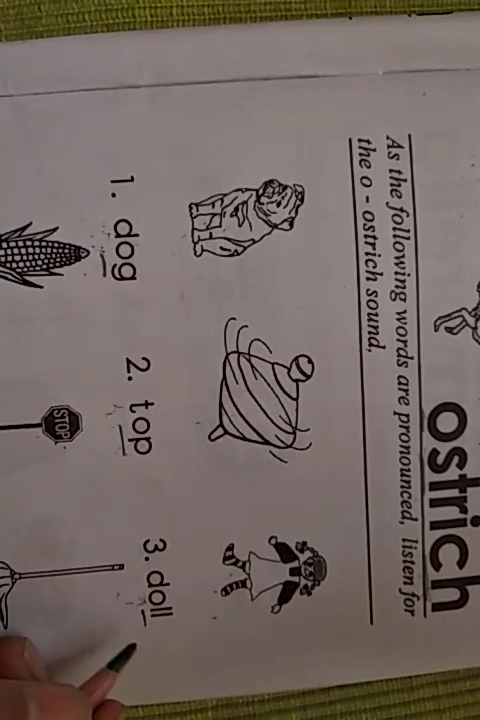 ostrich
As the following words are pronounced, listen for
the o - ostrich sound.
1. dog
2. top
3. doll
STOP